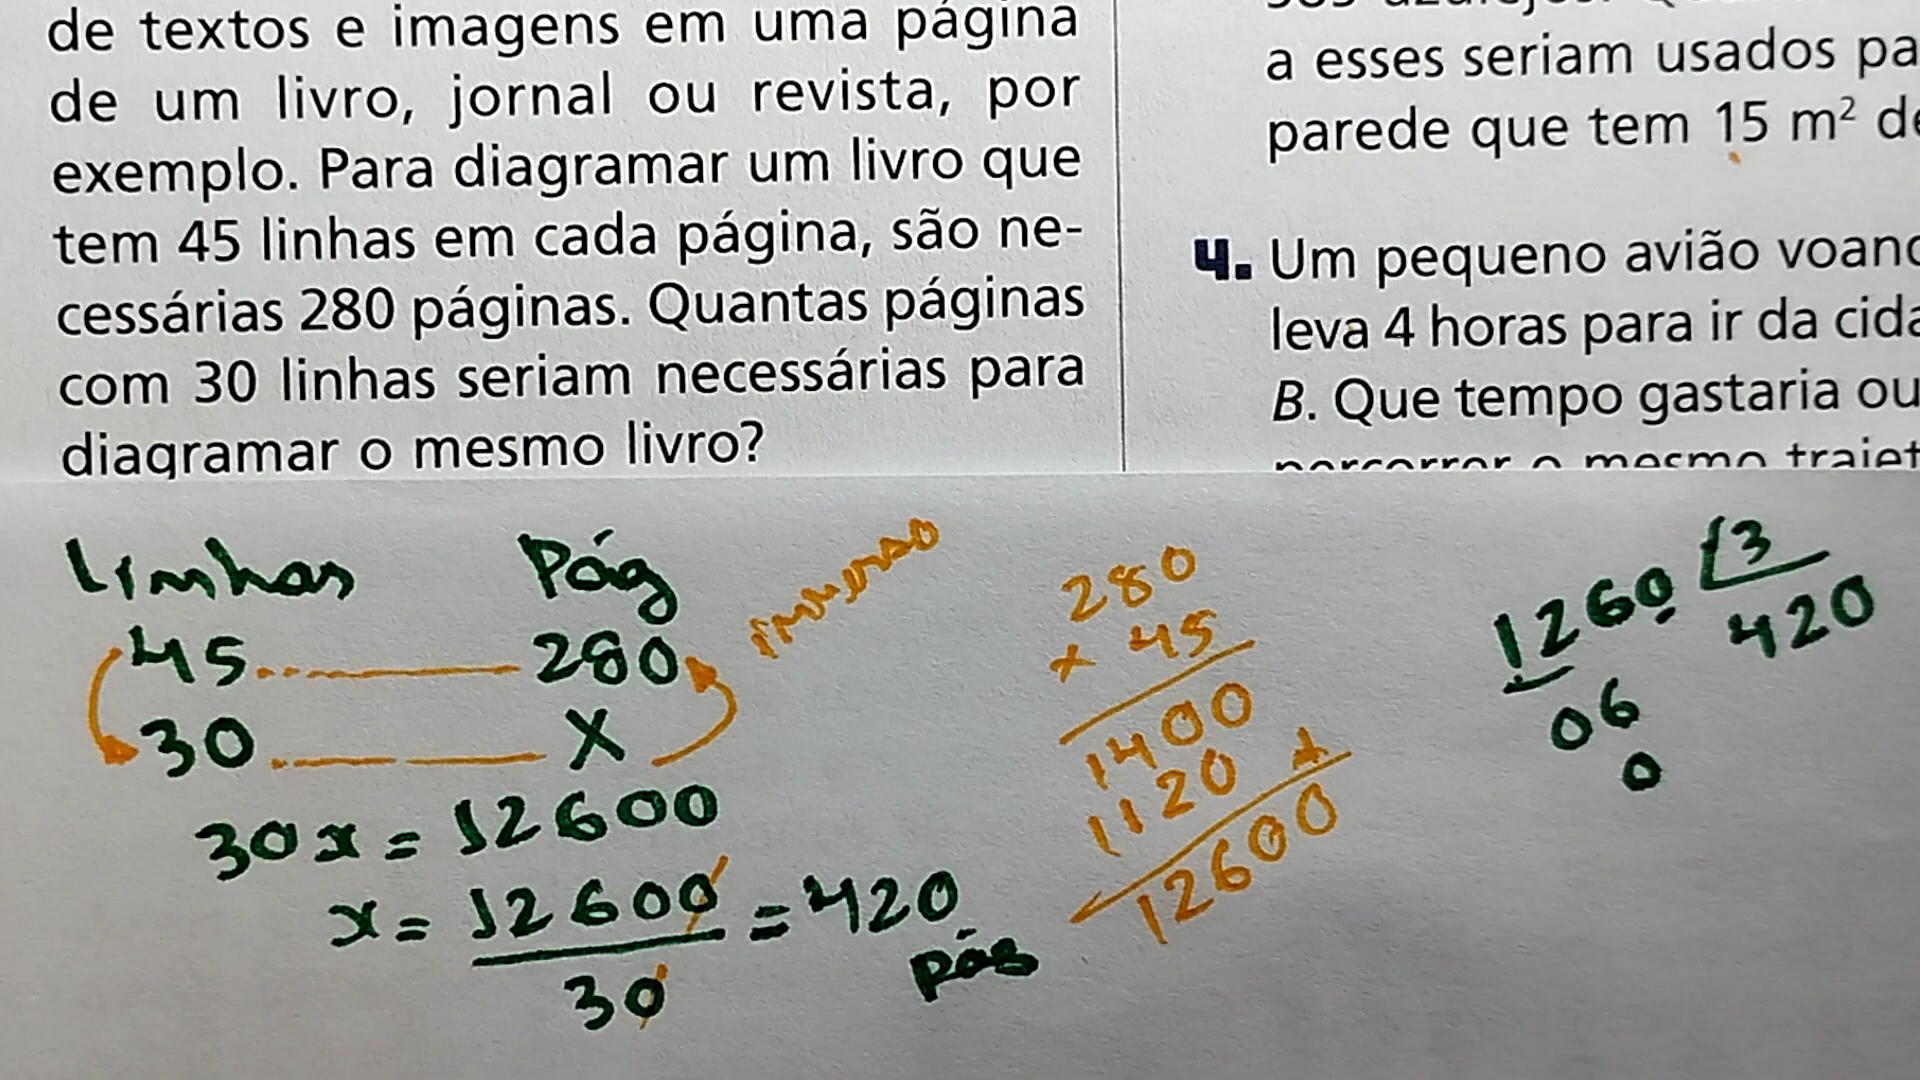 de textos e imagens em uma página
de um livro, jornal ou revista, por
exemplo. Para diagramar um livro que
tem 45 linhas em cada página, são ne-
cessárias 280 páginas. Quantas páginas
com 30 linhas seriam necessárias para
diagramar o mesmo livro?
a esses seriam usados pa
parede que tem 15 m² de
4. Um pequeno avião voand
leva 4 horas para ir da cida
B. Que tempo gastaria ou
percorrer o mesmo trajet
Linhas Pág
inverso
45 280
30 X
30x = 12600
x = 12600 / 30 = 420
pág
280
x 45
1400
1120 +
12600
1260 3
06 420
0